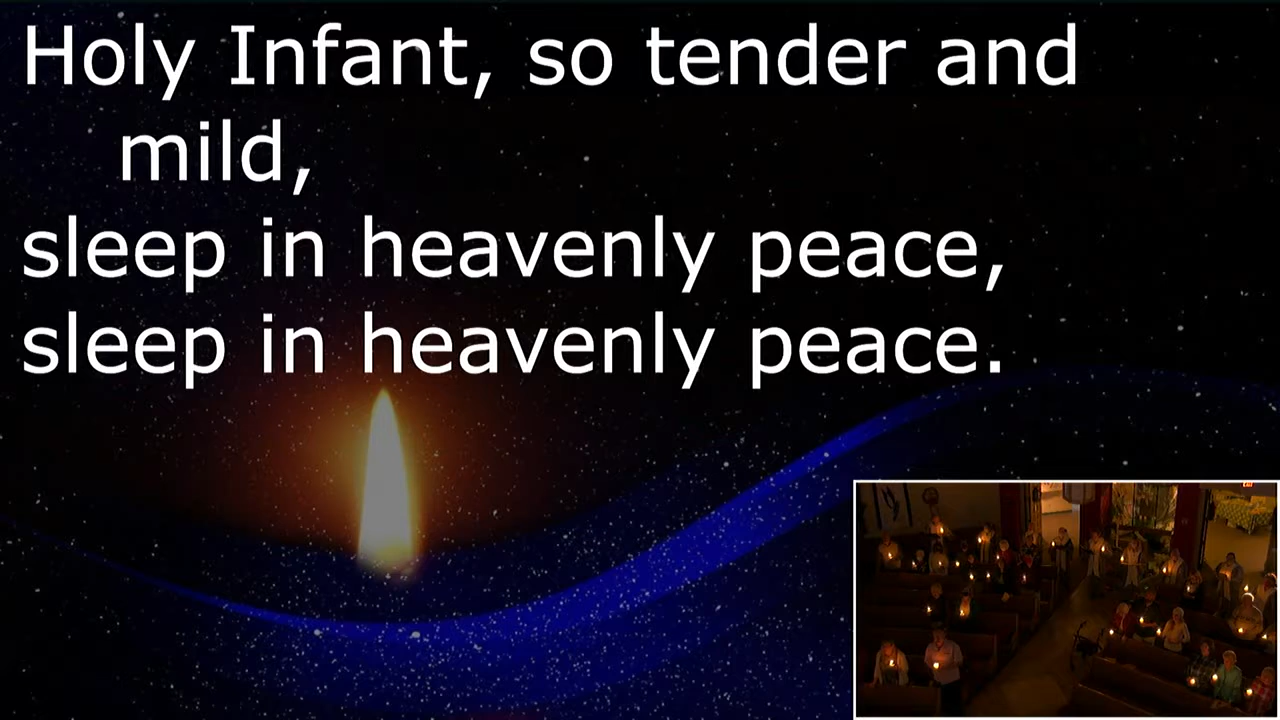 Holy Infant, so tender and
mild,
sleep in heavenly peace,
sleep in heavenly peace.